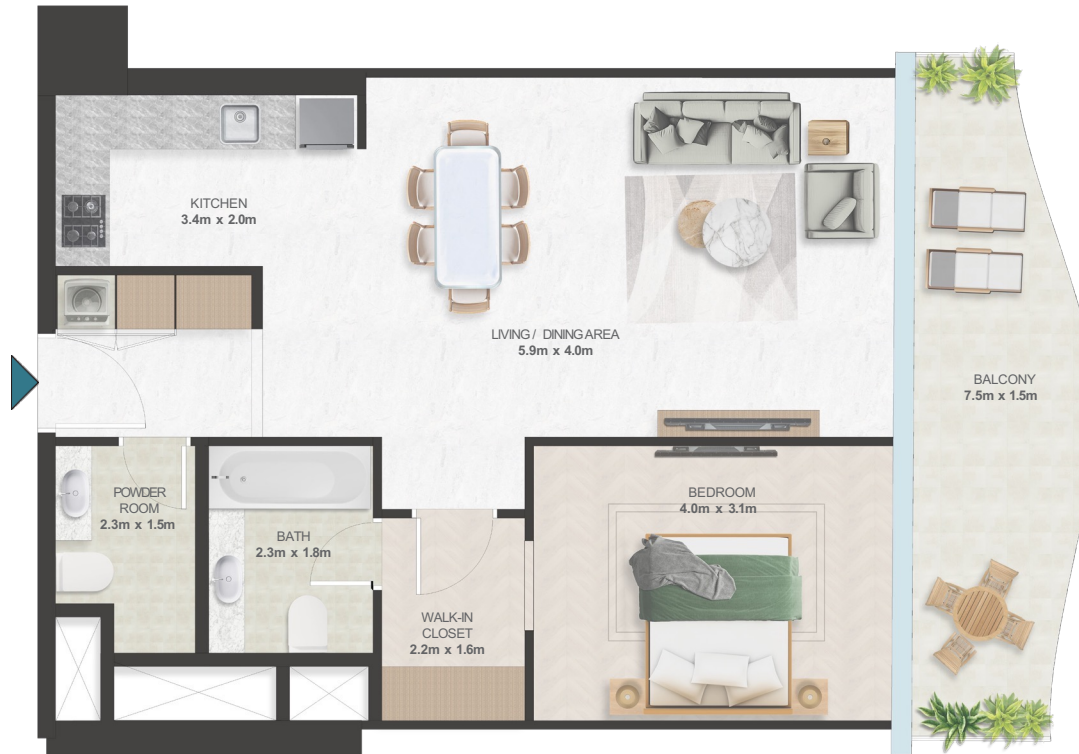 KITCHEN
3.4m x 2.0m
LIVING / DINING AREA
5.9m x 4.0m
BALCONY
7.5m x 1.5m
POWDER
ROOM
2.3m x 1.5m
BATH
2.3m x 1.8m
BEDROOM
4.0m x 3.1m
WALK-IN
CLOSET
2.2m x 1.6m